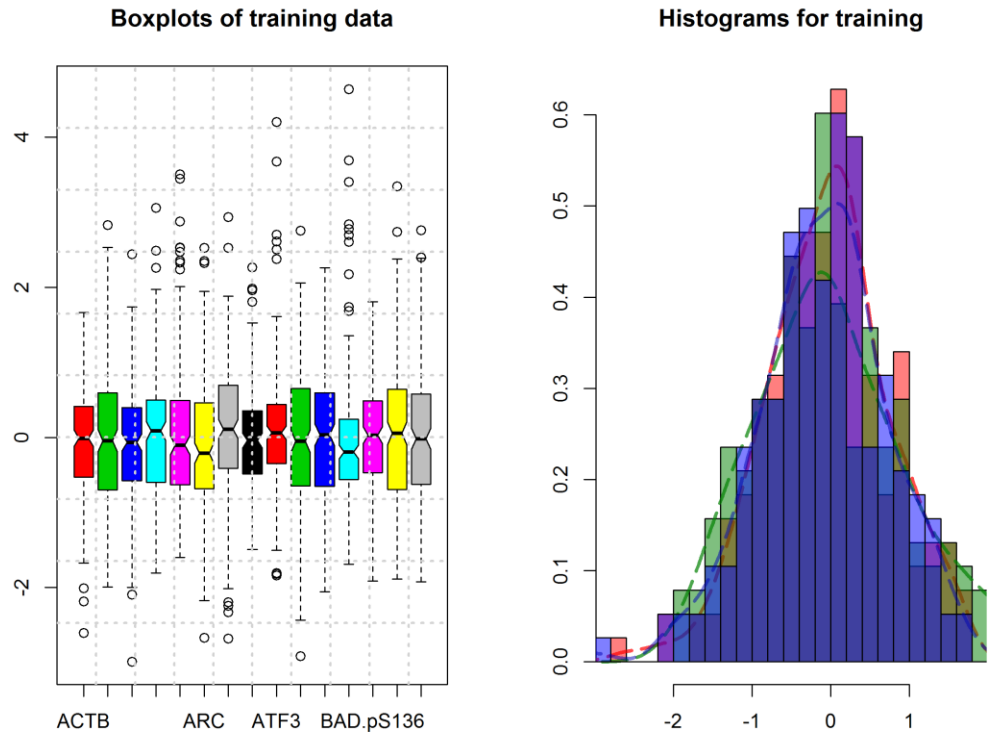 Boxplots of training data
Histograms for training
4
2
0
-2
ACTB ARC ATF3 BAD.pS136
0.6
0.5
0.4
0.3
0.2
0.1
0.0
-2 -1 0 1